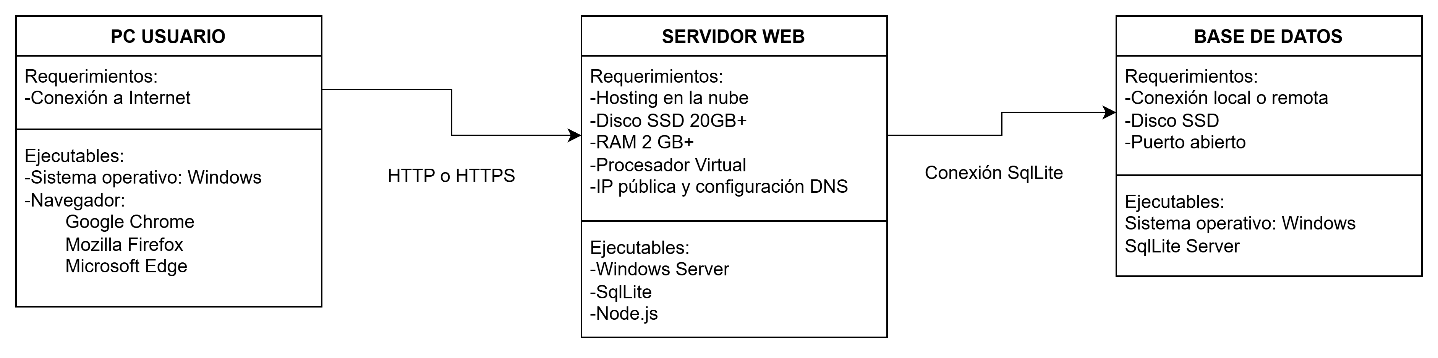 PC USUARIO
Requerimientos:
-Conexión a Internet
Ejecutables:
-Sistema operativo: Windows
-Navegador:
Google Chrome
Mozilla Firefox
Microsoft Edge
HTTP o HTTPS
SERVIDOR WEB
Requerimientos:
-Hosting en la nube
-Disco SSD 20GB+
-RAM 2 GB+
-Procesador Virtual
-IP pública y configuración DNS
Ejecutables:
-Windows Server
-SqlLite
-Node.js
Conexión SqlLite
BASE DE DATOS
Requerimientos:
-Conexión local o remota
-Disco SSD
-Puerto abierto
Ejecutables:
Sistema operativo: Windows
SqlLite Server